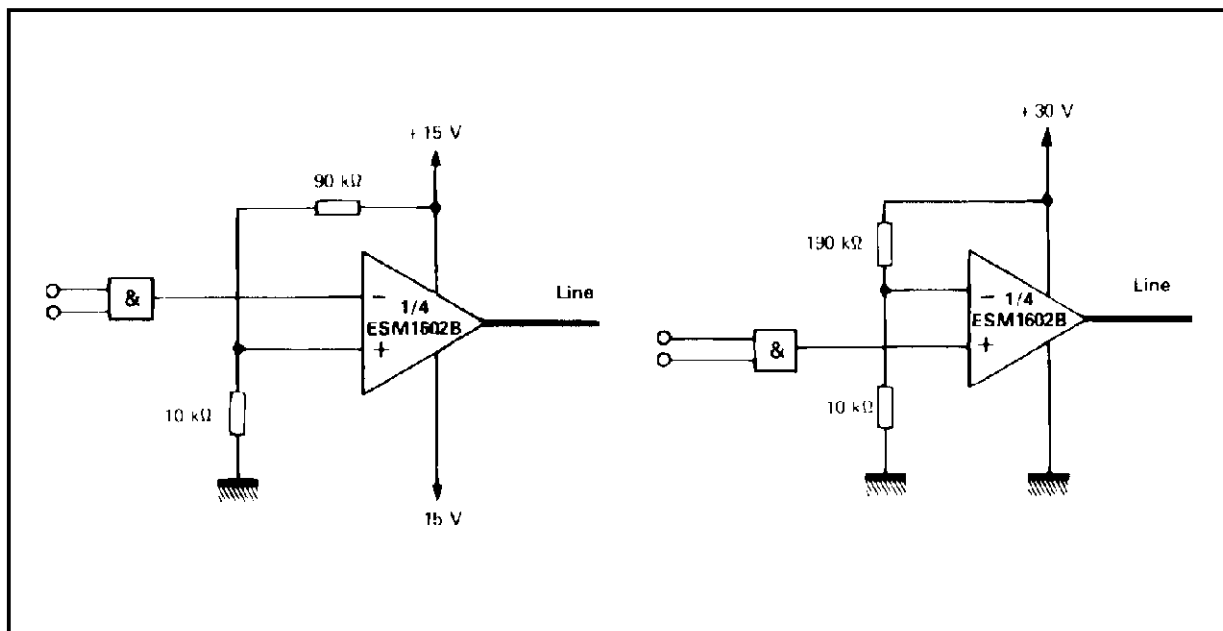 + 15 V
90 kΩ
&
−
1/4
ESM1602B
+
10 kΩ
15 V
Line
+ 30 V
190 kΩ
&
−
1/4
ESM1602B
+
10 kΩ
Line